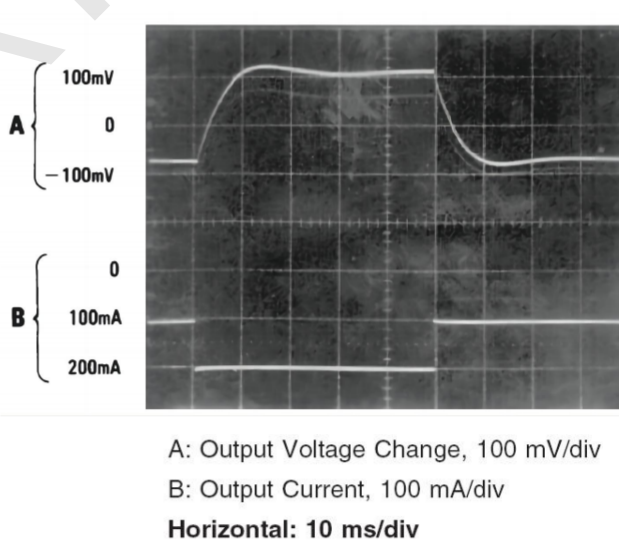 100mV
A
0
-100mV
0
B
100mA
200mA
A: Output Voltage Change, 100 mV/div
B: Output Current, 100 mA/div
Horizontal: 10 ms/div